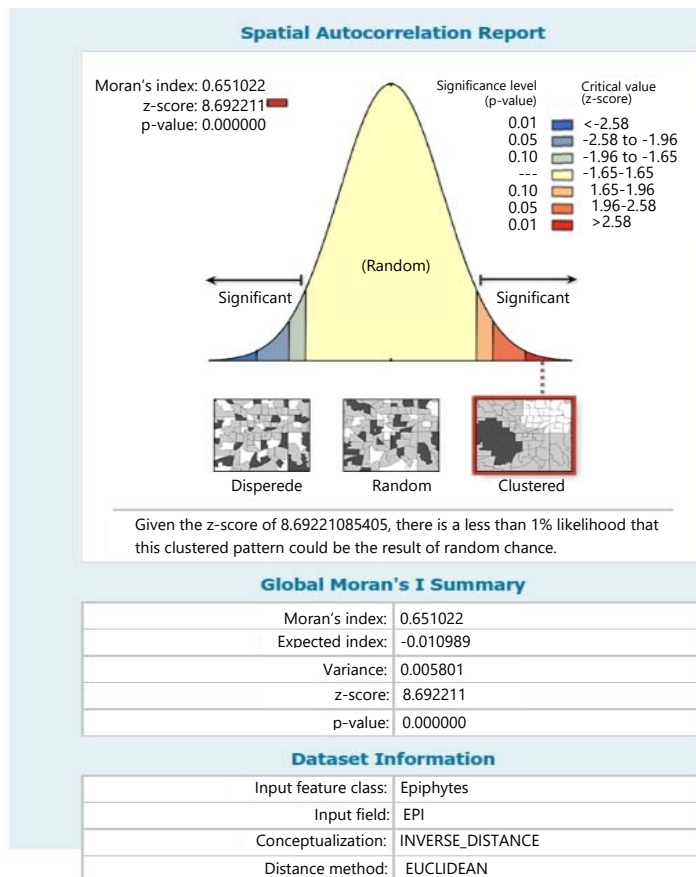 Spatial Autocorrelation Report
Moran's index: 0.651022
z-score: 8.692211
p-value: 0.000000
Significance level
(p-value)
Critical value
(z-score)
0.01 <-2.58
0.05 -2.58 to -1.96
0.10 -1.96 to -1.65
--- -1.65-1.65
0.10 1.65-1.96
0.05 1.96-2.58
0.01 >2.58
(Random)
Significant
Significant
Disperede
Random
Clustered
Given the z-score of 8.69221085405, there is a less than 1% likelihood that
this clustered pattern could be the result of random chance.
Global Moran's I Summary
Moran's index: 0.651022
Expected index: -0.010989
Variance: 0.005801
z-score: 8.692211
p-value: 0.000000
Dataset Information
Input feature class: Epiphytes
Input field: EPI
Conceptualization: INVERSE_DISTANCE
Distance method: EUCLIDEAN